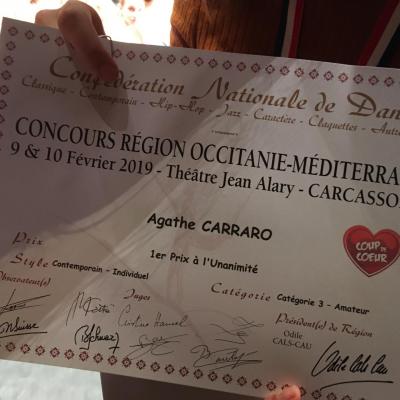 Confédération Nationale de Dan
Classique - Contemporain - Hip-Hop - Jazz - Caractère - Claquettes - Autre
CONCOURS RÉGION OCCITANIE-MÉDITERRA
9 & 10 Février 2019 - Théâtre Jean Alary - CARCASSO
Agathe CARRARO
COUP DE
COEUR
Prix
1er Prix à l'Unanimité
Style Contemporain - Individuel
Catégorie Catégorie 3 - Amateur
Observateur(s)
Juges
Président(s) de Région
Odile
CALS-CAU